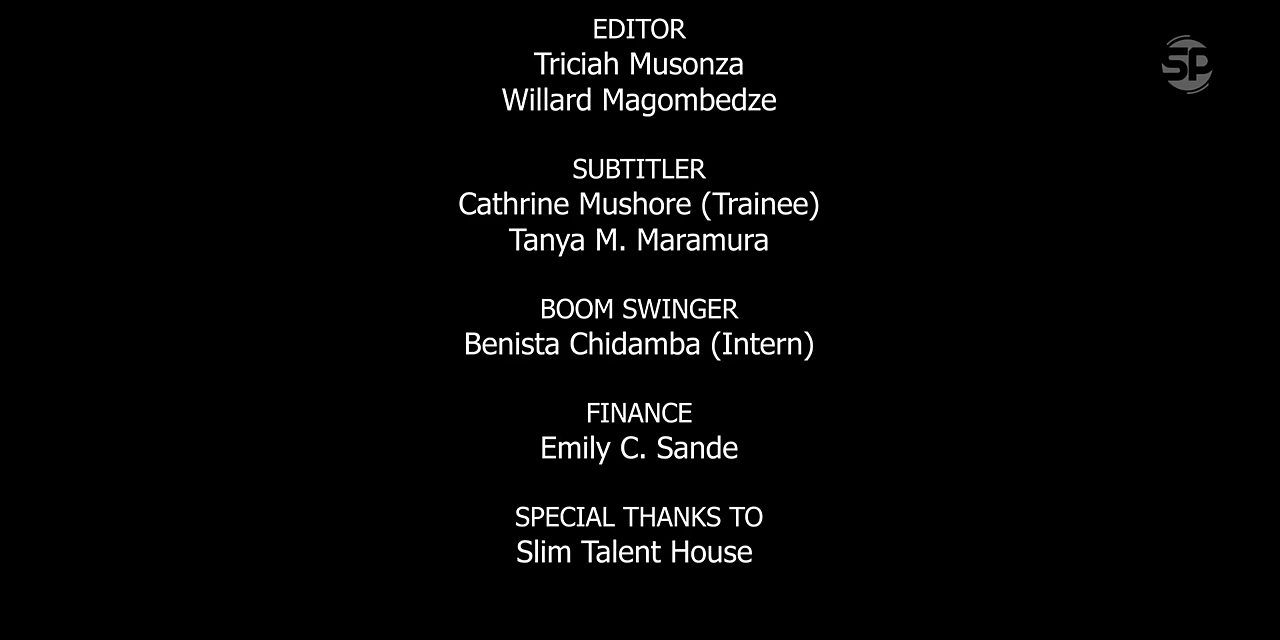 EDITOR
Triciah Musonza
Willard Magombedze
SUBTITLER
Cathrine Mushore (Trainee)
Tanya M. Maramura
BOOM SWINGER
Benista Chidamba (Intern)
FINANCE
Emily C. Sande
SPECIAL THANKS TO
Slim Talent House
SP